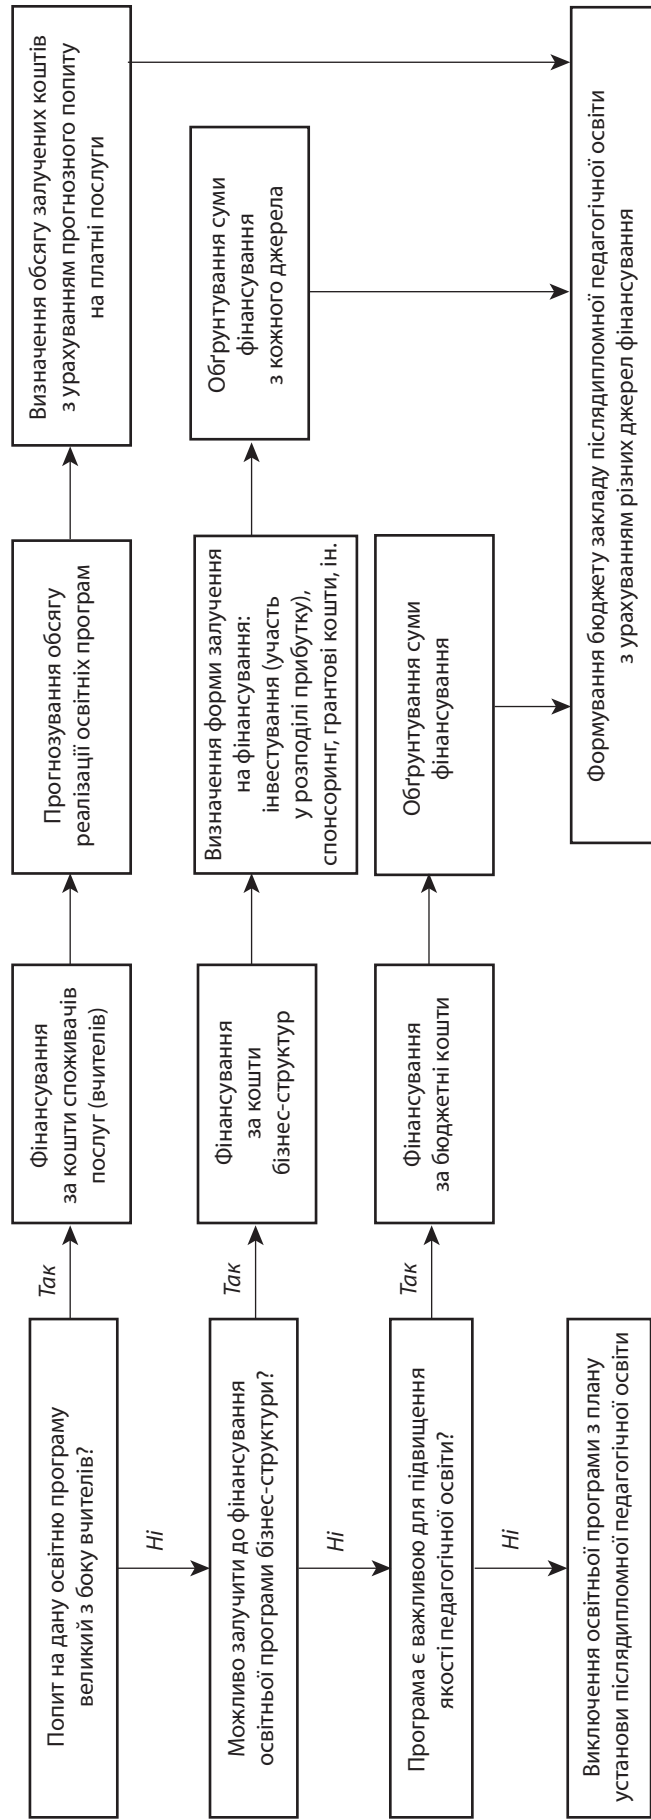 Попит на дану освітню програму
великий з боку вчителів?
Так
Фінансування
за кошти споживачів
послуг (вчителів)
Прогнозування обсягу
реалізації освітніх програм
Визначення обсягу залучених коштів
з урахуванням прогнозного попиту
на платні послуги
Ні
Можливо залучити до фінансування
освітньої програми бізнес-структури?
Так
Фінансування
за кошти
бізнес-структур
Визначення форми залучення
на фінансування:
інвестування (участь
у розподілі прибутку),
спонсоринг, грантові кошти, ін.
Обґрунтування суми
фінансування
з кожного джерела
Ні
Програма є важливою для підвищення
якості педагогічної освіти?
Так
Фінансування
за бюджетні кошти
Обґрунтування суми
фінансування
Ні
Виключення освітньої програми з плану
установи післядипломної педагогічної освіти
Формування бюджету закладу післядипломної педагогічної освіти
з урахуванням різних джерел фінансування